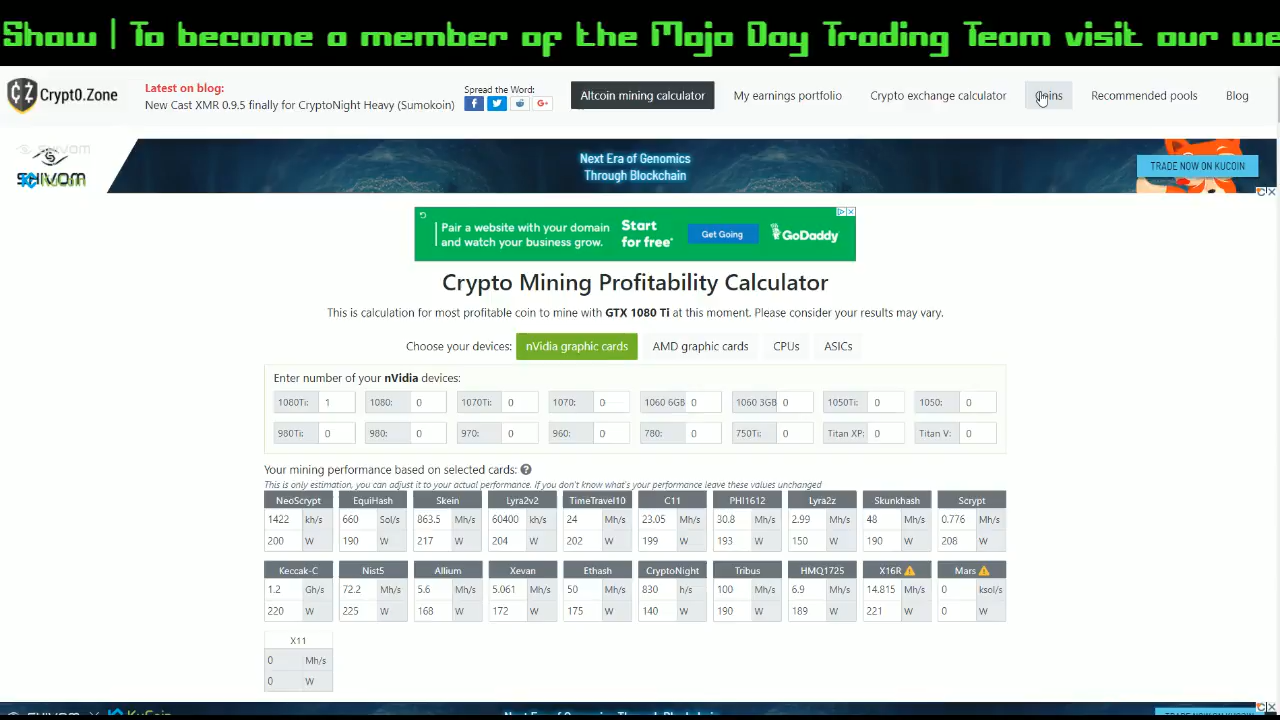 Show | To become a member of the Mojo Day Trading Team visit our we
Crypt0.Zone
Latest on blog:
New Cast XMR 0.9.5 finally for CryptoNight Heavy (Sumokoin)
Spread the Word:
Altcoin mining calculator
My earnings portfolio
Crypto exchange calculator
Coins
Recommended pools
Blog
SHIVOM
Next Era of Genomics
Through Blockchain
TRADE NOW ON KUCOIN
Pair a website with your domain
and watch your business grow.
Start
for free*
Get Going
GoDaddy
Crypto Mining Profitability Calculator
This is calculation for most profitable coin to mine with GTX 1080 Ti at this moment. Please consider your results may vary.
Choose your devices: nVidia graphic cards AMD graphic cards CPUs ASICs
Enter number of your nVidia devices:
1080Ti: 1 1080: 0 1070Ti: 0 1070: 0 1060 6GB 0 1060 3GB 0 1050Ti: 0 1050: 0
980Ti: 0 980: 0 970: 0 960: 0 780: 0 750Ti: 0 Titan XP: 0 Titan V: 0
Your mining performance based on selected cards:
This is only estimation, you can adjust it to your actual performance. If you don't know what's your performance leave these values unchanged
NeoScrypt EquiHash Skein Lyra2v2 TimeTravel10 C11 PHI1612 Lyra2z Skunkhash Scrypt
1422 kh/s 660 Sol/s 863.5 Mh/s 60400 kh/s 24 Mh/s 23.05 Mh/s 30.8 Mh/s 2.99 Mh/s 48 Mh/s 0.776 Mh/s
200 W 190 W 217 W 204 W 202 W 199 W 193 W 150 W 190 W 208 W
Keccak-C Nist5 Allium Xevan Ethash CryptoNight Tribus HMQ1725 X16R Mars
1.2 Gh/s 72.2 Mh/s 5.6 Mh/s 5.061 Mh/s 50 Mh/s 830 h/s 100 Mh/s 6.9 Mh/s 14.815 Mh/s 0 ksol/s
220 W 225 W 168 W 172 W 175 W 140 W 190 W 189 W 221 W 0 W
X11
0 Mh/s
0 W
SHIVOM X KUCOIN
Next Era of Genomics Through Blockchain
TRADE NOW ON KUCOIN